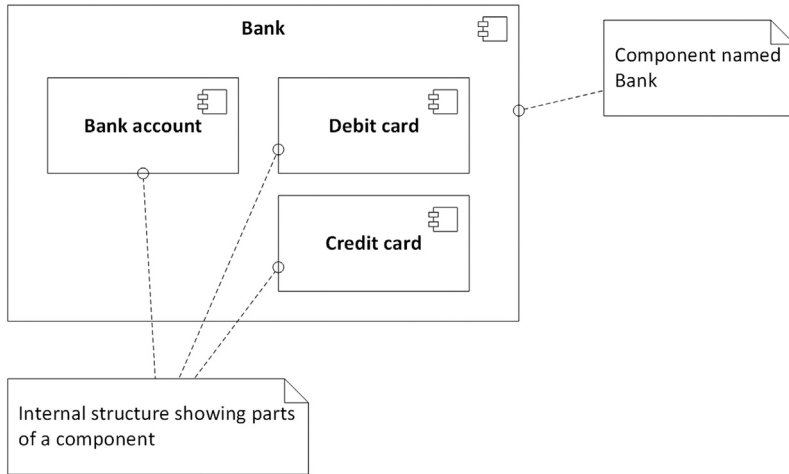 Bank
Component named
Bank
Bank account
Debit card
Credit card
Internal structure showing parts
of a component